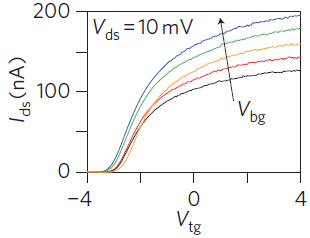 200
V_ds = 10 mV
I_ds (nA)
100
V_bg
0
−4 0 4
V_tg